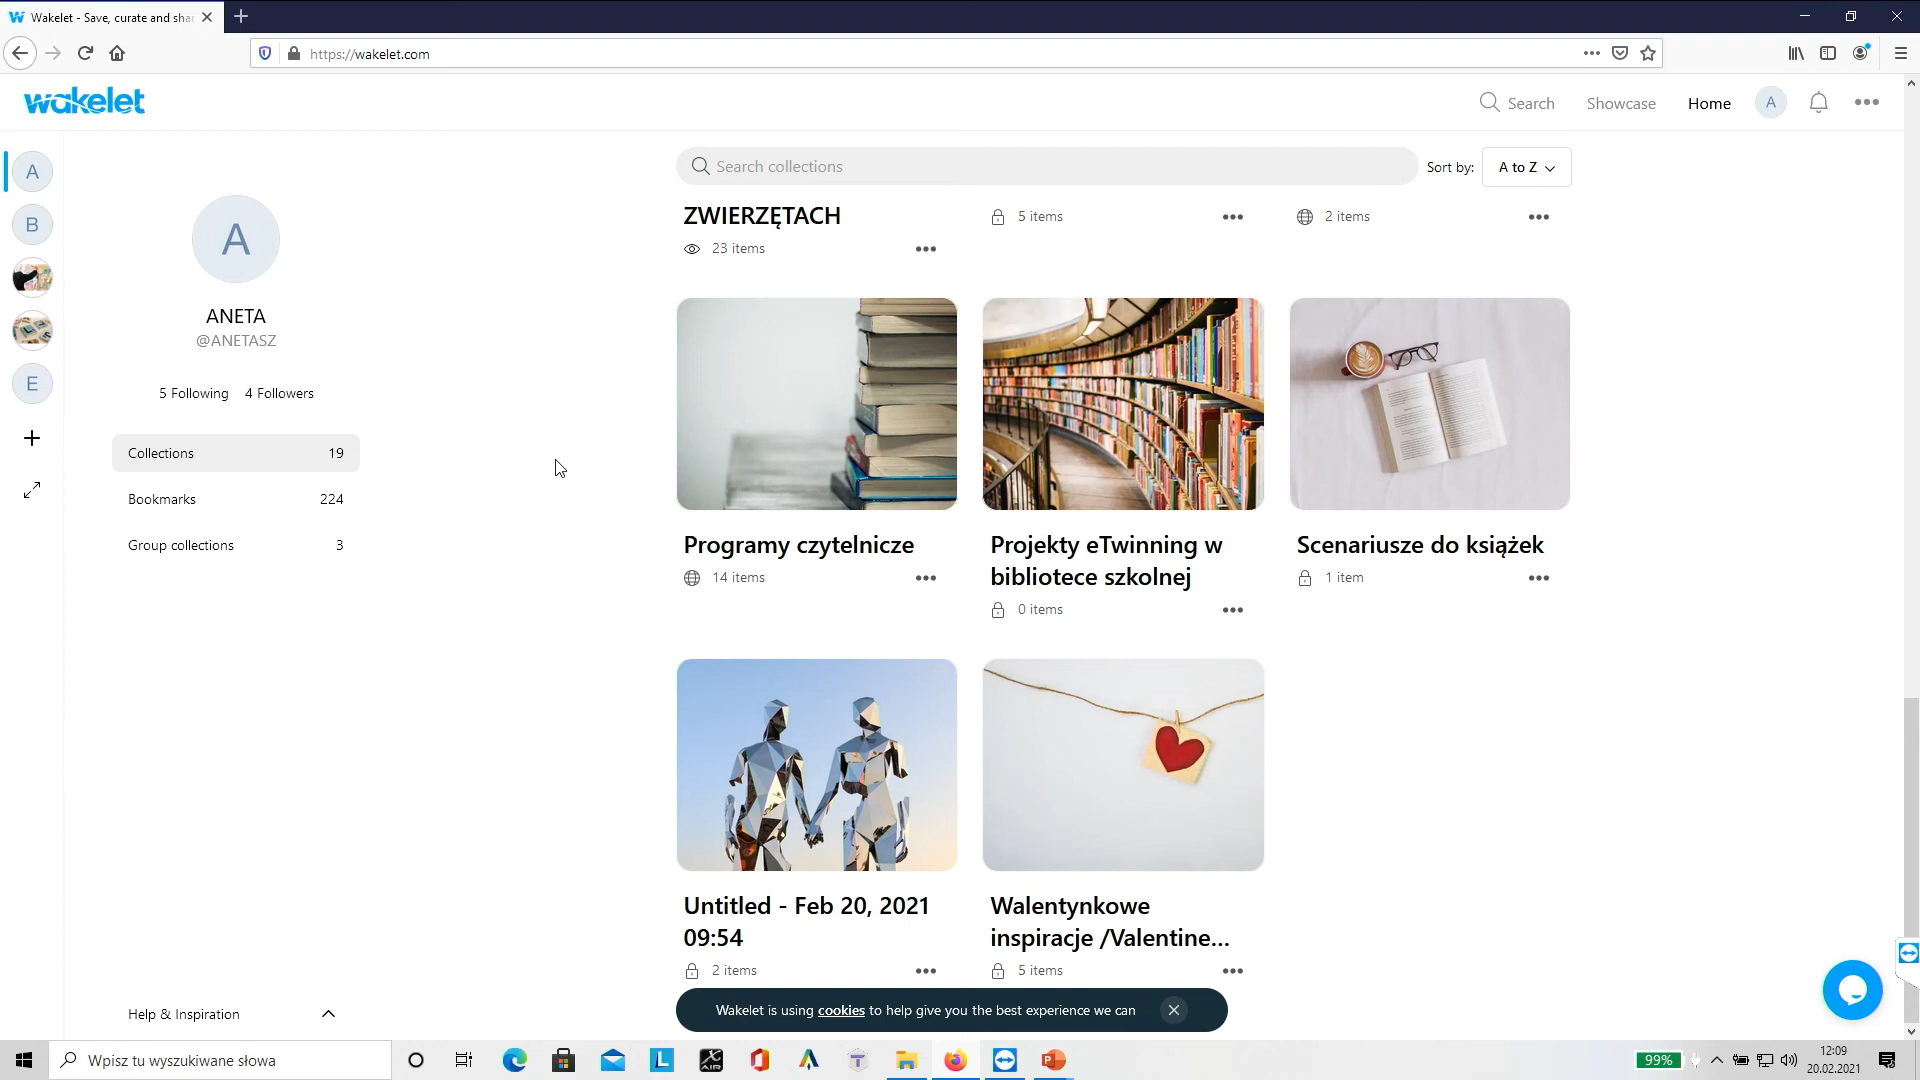 Wakelet - Save, curate and shar
https://wakelet.com
wakelet
Search
Showcase
Home
A
A
B
E
A
ANETA
@ANETASZ
5 Following
4 Followers
Collections
19
Bookmarks
224
Group collections
3
Help & Inspiration
Search collections
Sort by:
A to Z
ZWIERZĘTACH
23 items
5 items
2 items
Programy czytelnicze
14 items
Projekty eTwinning w
bibliotece szkolnej
0 items
Scenariusze do książek
1 item
Untitled - Feb 20, 2021
09:54
2 items
Walentynkowe
inspiracje /Valentine...
5 items
Wakelet is using cookies to help give you the best experience we can
Wpisz tu wyszukiwane słowa
99%
12:09
20.02.2021